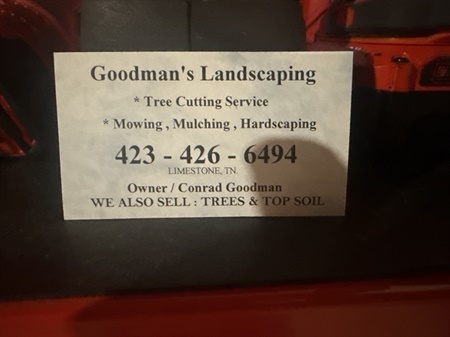 Goodman's Landscaping
* Tree Cutting Service
* Mowing , Mulching , Hardscaping
423 - 426 - 6494
LIMESTONE, TN.
Owner / Conrad Goodman
WE ALSO SELL : TREES & TOP SOIL